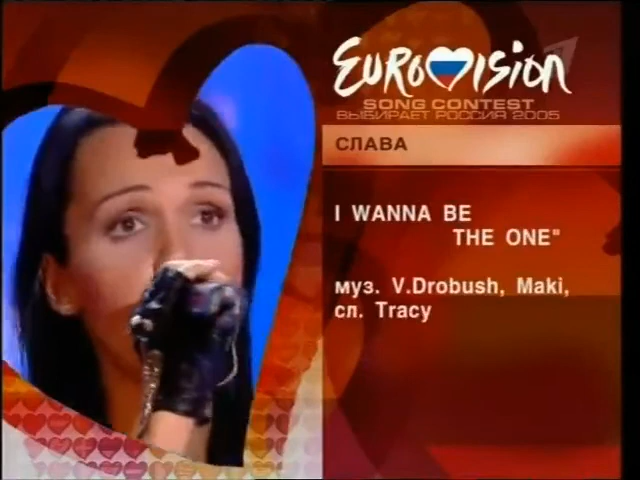 EUROVISION
SONG CONTEST
ВЫБИРАЕТ РОССИЯ 2005
СЛАВА
I WANNA BE
THE ONE"
муз. V.Drobush, Maki,
сл. Tracy